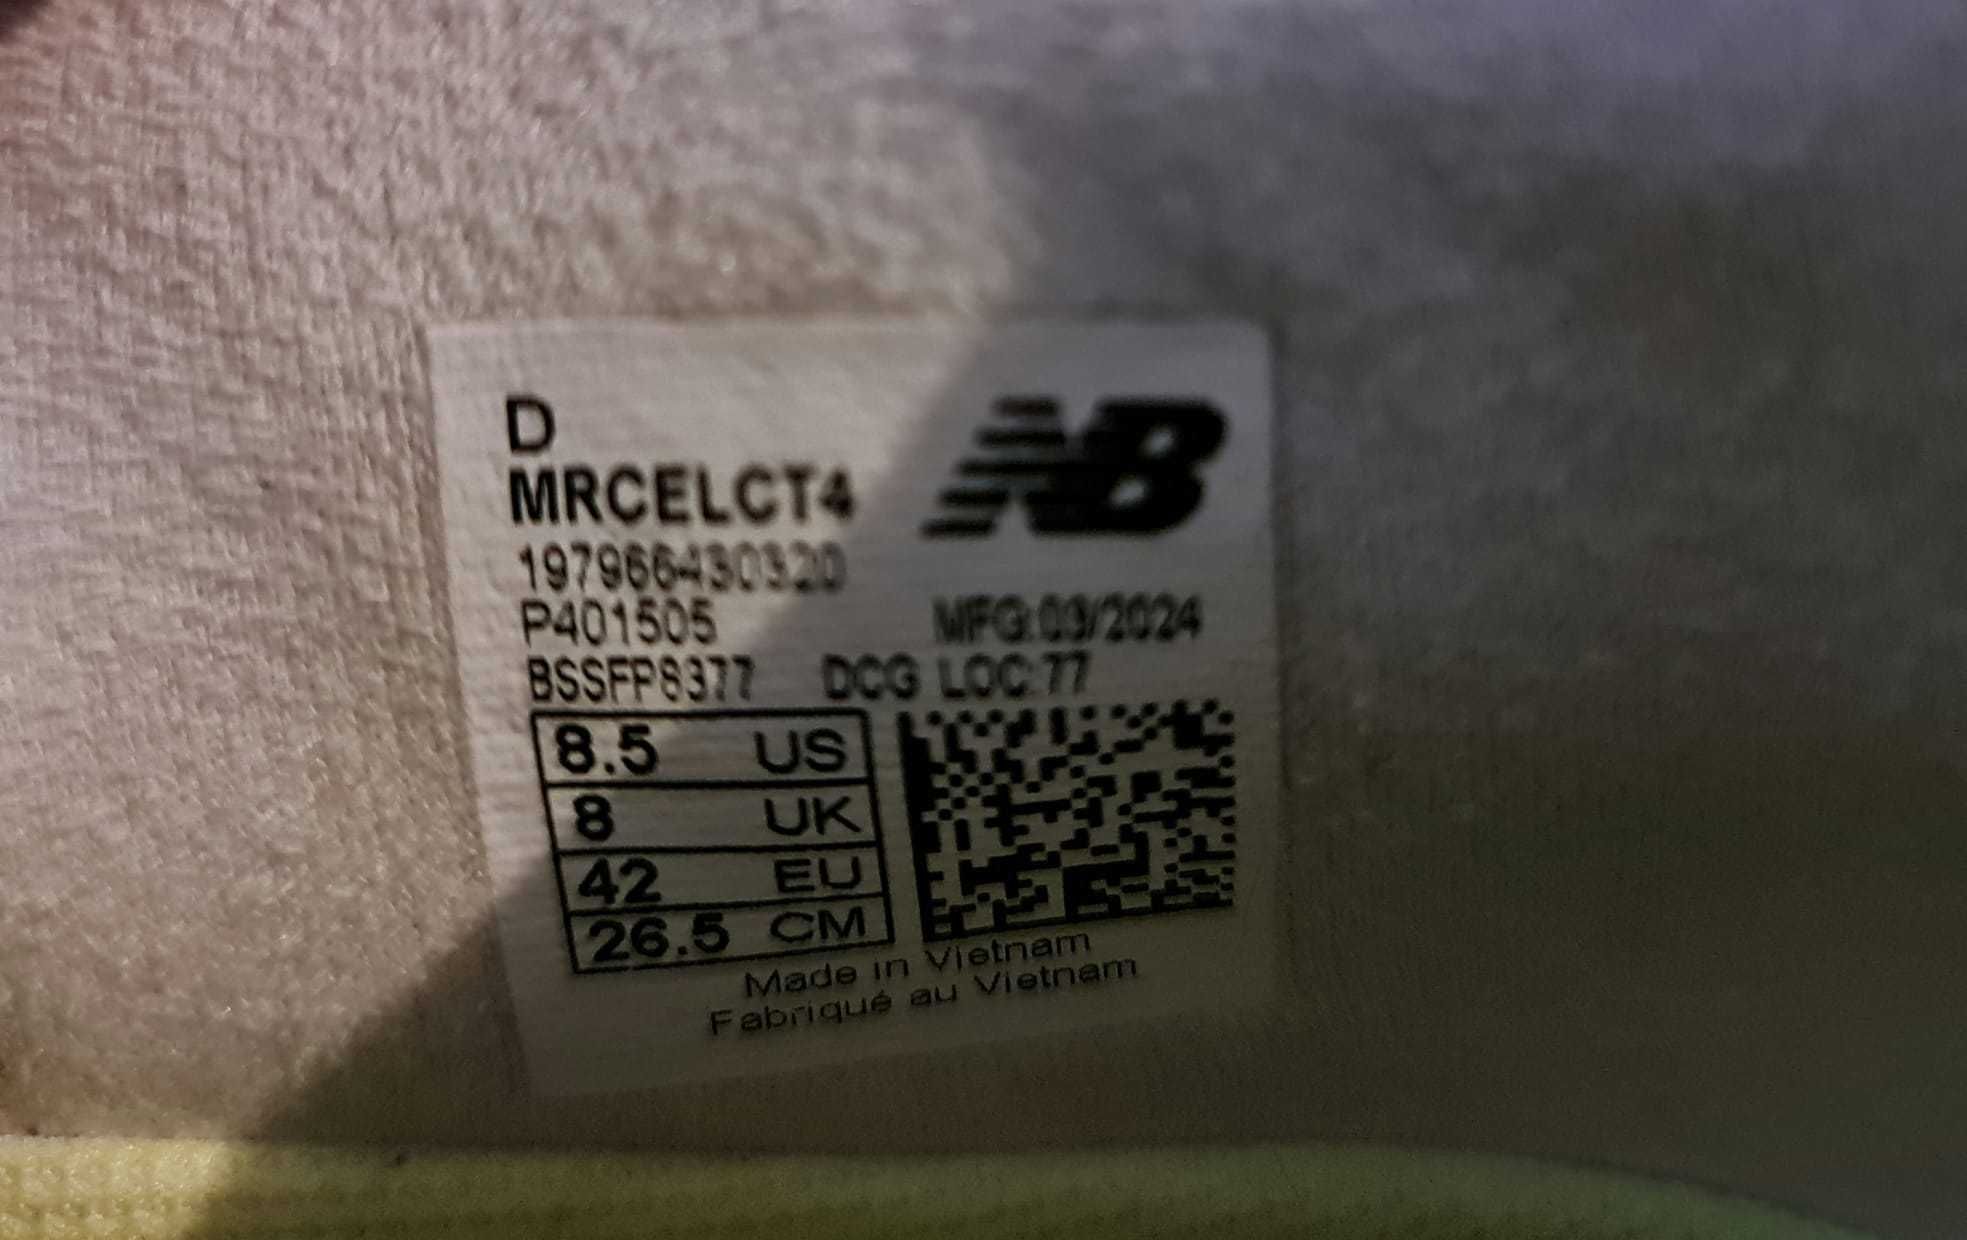 D
NB
MRCELCT4
197966430320
P401505 MFG:03/2024
BSSFP8377 DCG LOC:77
8.5 US
8 UK
42 EU
26.5 CM
Made in Vietnam
Fabriqué au Vietnam